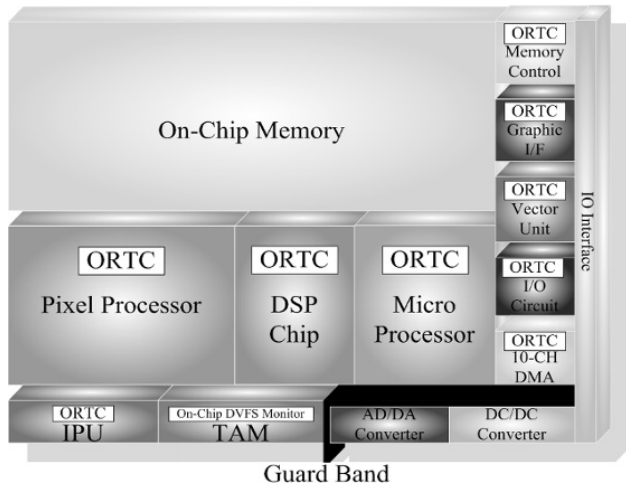 On-Chip Memory
ORTC
Memory
Control
ORTC
Graphic
I/F
ORTC
Vector
Unit
ORTC
I/O
Circuit
ORTC
10-CH
DMA
IO Interface
ORTC
Pixel Processor
ORTC
DSP
Chip
ORTC
Micro
Processor
ORTC
IPU
On-Chip DVFS Monitor
TAM
AD/DA
Converter
DC/DC
Converter
Guard Band